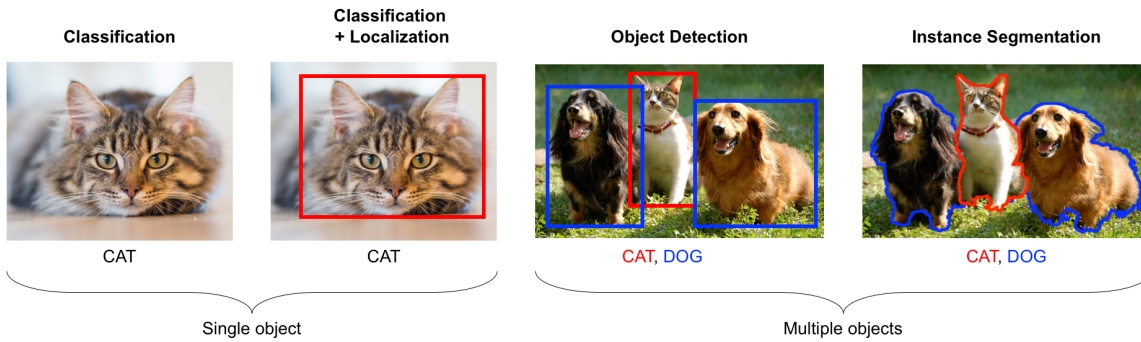 Classification
Classification
+ Localization
Object Detection
Instance Segmentation
CAT
CAT
CAT, DOG
CAT, DOG
Single object
Multiple objects